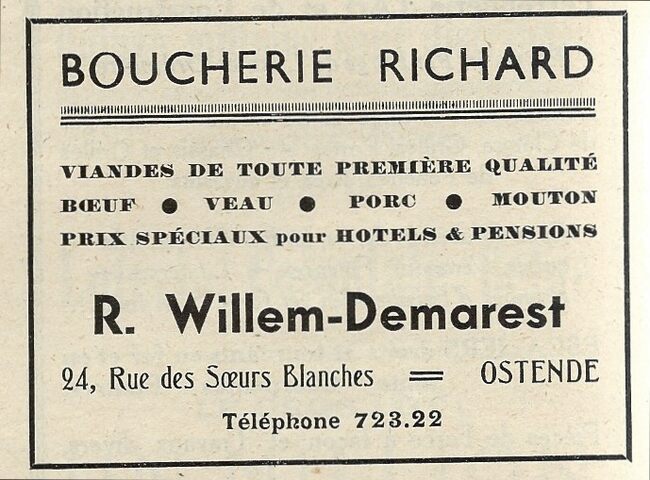 BOUCHERIE RICHARD
VIANDES DE TOUTE PREMIÈRE QUALITÉ
BŒUF ● VEAU ● PORC ● MOUTON
PRIX SPÉCIAUX pour HOTELS & PENSIONS
R. Willem-Demarest
24, Rue des Sœurs Blanches = OSTENDE
Téléphone 723.22